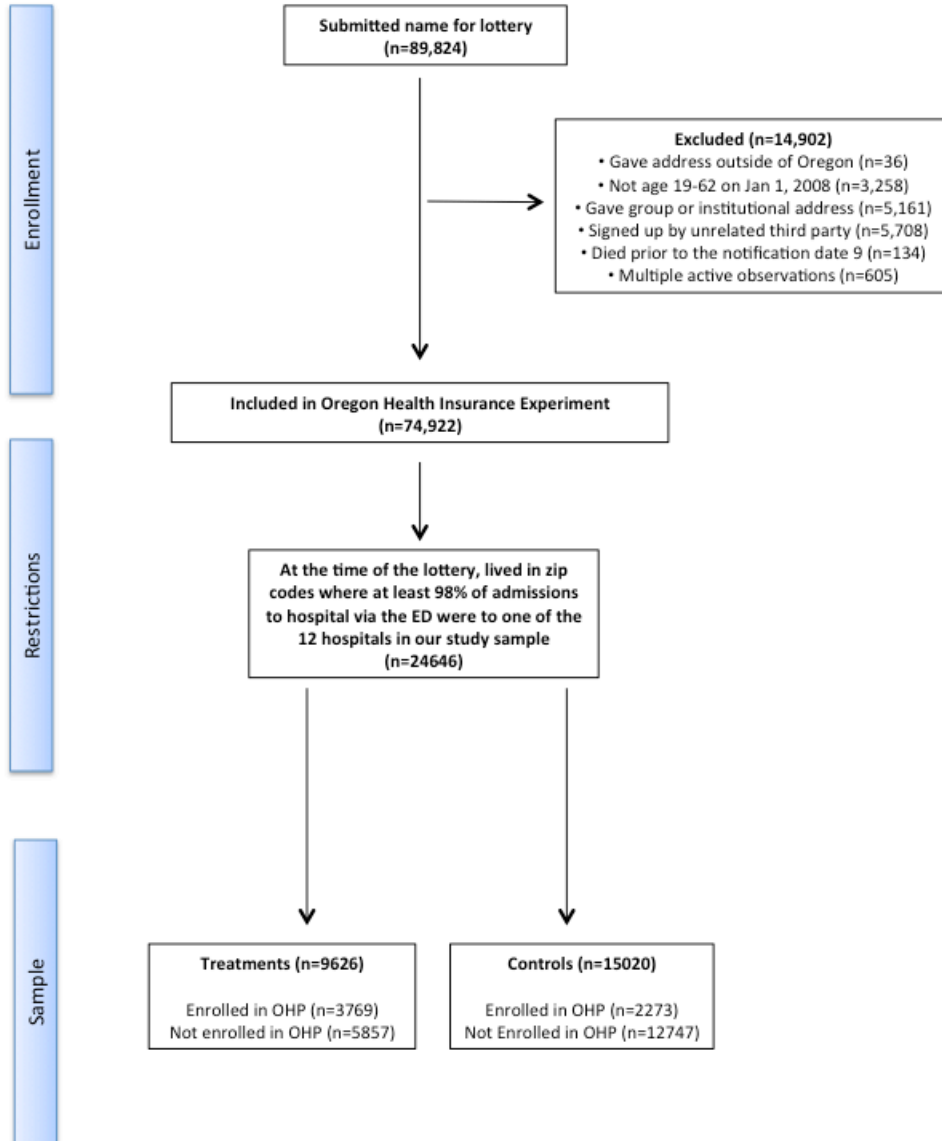 Enrollment
Submitted name for lottery
(n=89,824)
Excluded (n=14,902)
• Gave address outside of Oregon (n=36)
• Not age 19-62 on Jan 1, 2008 (n=3,258)
• Gave group or institutional address (n=5,161)
• Signed up by unrelated third party (n=5,708)
• Died prior to the notification date 9 (n=134)
• Multiple active observations (n=605)
Included in Oregon Health Insurance Experiment
(n=74,922)
Restrictions
At the time of the lottery, lived in zip
codes where at least 98% of admissions
to hospital via the ED were to one of the
12 hospitals in our study sample
(n=24646)
Sample
Treatments (n=9626)
Enrolled in OHP (n=3769)
Not enrolled in OHP (n=5857)
Controls (n=15020)
Enrolled in OHP (n=2273)
Not Enrolled in OHP (n=12747)